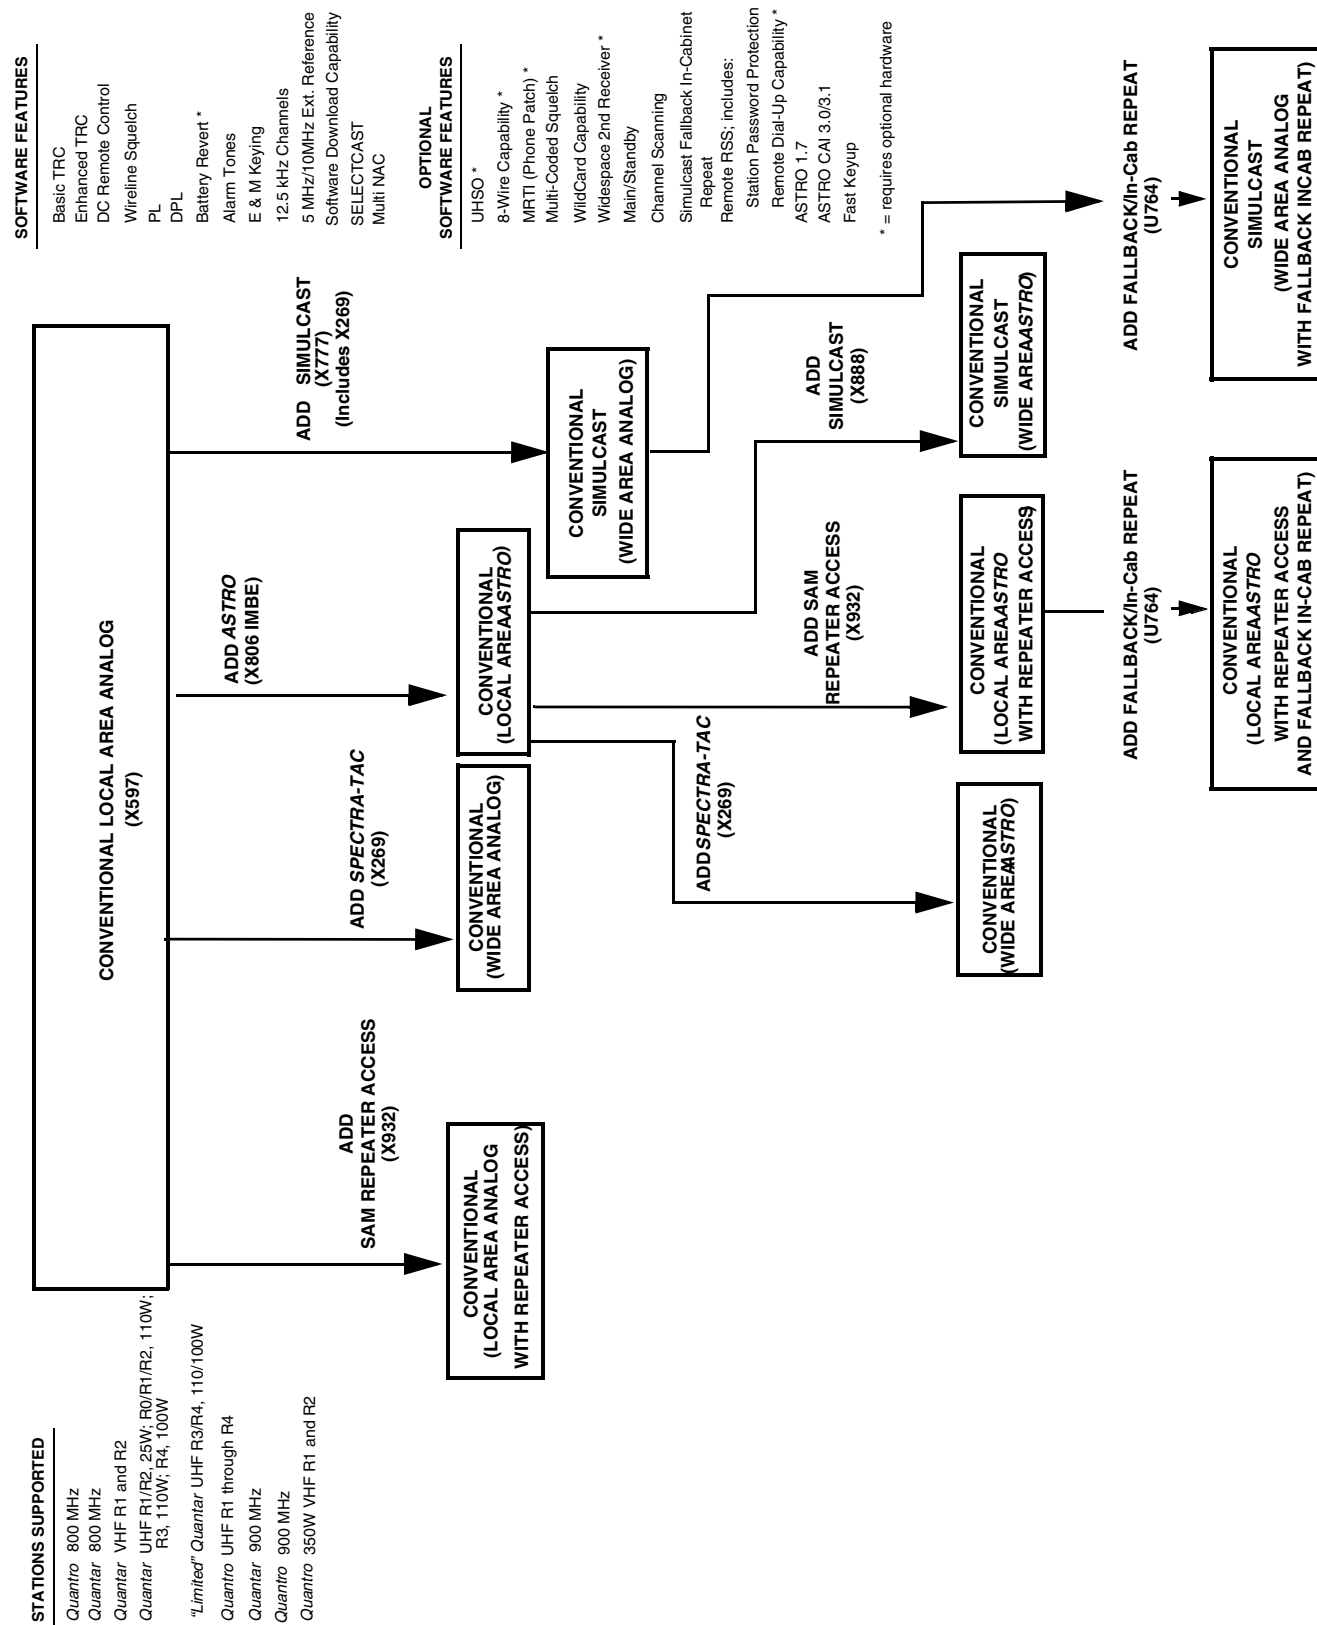 STATIONS SUPPORTED
Quantro 800 MHz
Quantar 800 MHz
Quantar VHF R1 and R2
Quantar UHF R1/R2, 25W; R0/R1/R2, 110W;
R3, 110W; R4, 100W
"Limited" Quantar UHF R3/R4, 110/100W
Quantro UHF R1 through R4
Quantar 900 MHz
Quantro 900 MHz
Quantro 350W VHF R1 and R2
CONVENTIONAL LOCAL AREA ANALOG
(X597)
SOFTWARE FEATURES
Basic TRC
Enhanced TRC
DC Remote Control
Wireline Squelch
PL
DPL
Battery Revert *
Alarm Tones
E & M Keying
12.5 kHz Channels
5 MHz/10MHz Ext. Reference
Software Download Capability
SELECTCAST
Multi NAC
OPTIONAL
SOFTWARE FEATURES
UHSO *
8-Wire Capability *
MRTI (Phone Patch) *
Multi-Coded Squelch
WildCard Capability
Widespace 2nd Receiver *
Main/Standby
Channel Scanning
Simulcast Fallback In-Cabinet
Repeat
Remote RSS; includes:
Station Password Protection
Remote Dial-Up Capability *
ASTRO 1.7
ASTRO CAI 3.0/3.1
Fast Keyup
* = requires optional hardware
ADD
SAM REPEATER ACCESS
(X932)
ADD SPECTRA-TAC
(X269)
ADD ASTRO
(X806 IMBE)
ADD SIMULCAST
(X777)
(Includes X269)
CONVENTIONAL
(LOCAL AREA ANALOG
WITH REPEATER ACCESS)
CONVENTIONAL
(WIDE AREA ANALOG)
CONVENTIONAL
(LOCAL AREA ASTRO)
CONVENTIONAL
SIMULCAST
(WIDE AREA ANALOG)
ADD SPECTRA-TAC
(X269)
ADD SAM
REPEATER ACCESS
(X932)
ADD
SIMULCAST
(X888)
CONVENTIONAL
(WIDE AREA ASTRO)
CONVENTIONAL
(LOCAL AREA ASTRO
WITH REPEATER ACCESS)
CONVENTIONAL
SIMULCAST
(WIDE AREA ASTRO)
ADD FALLBACK/In-Cab REPEAT
(U764)
ADD FALLBACK/In-Cab REPEAT
(U764)
CONVENTIONAL
(LOCAL AREA ASTRO
WITH REPEATER ACCESS
AND FALLBACK IN-CAB REPEAT)
CONVENTIONAL
SIMULCAST
(WIDE AREA ANALOG
WITH FALLBACK INCAB REPEAT)